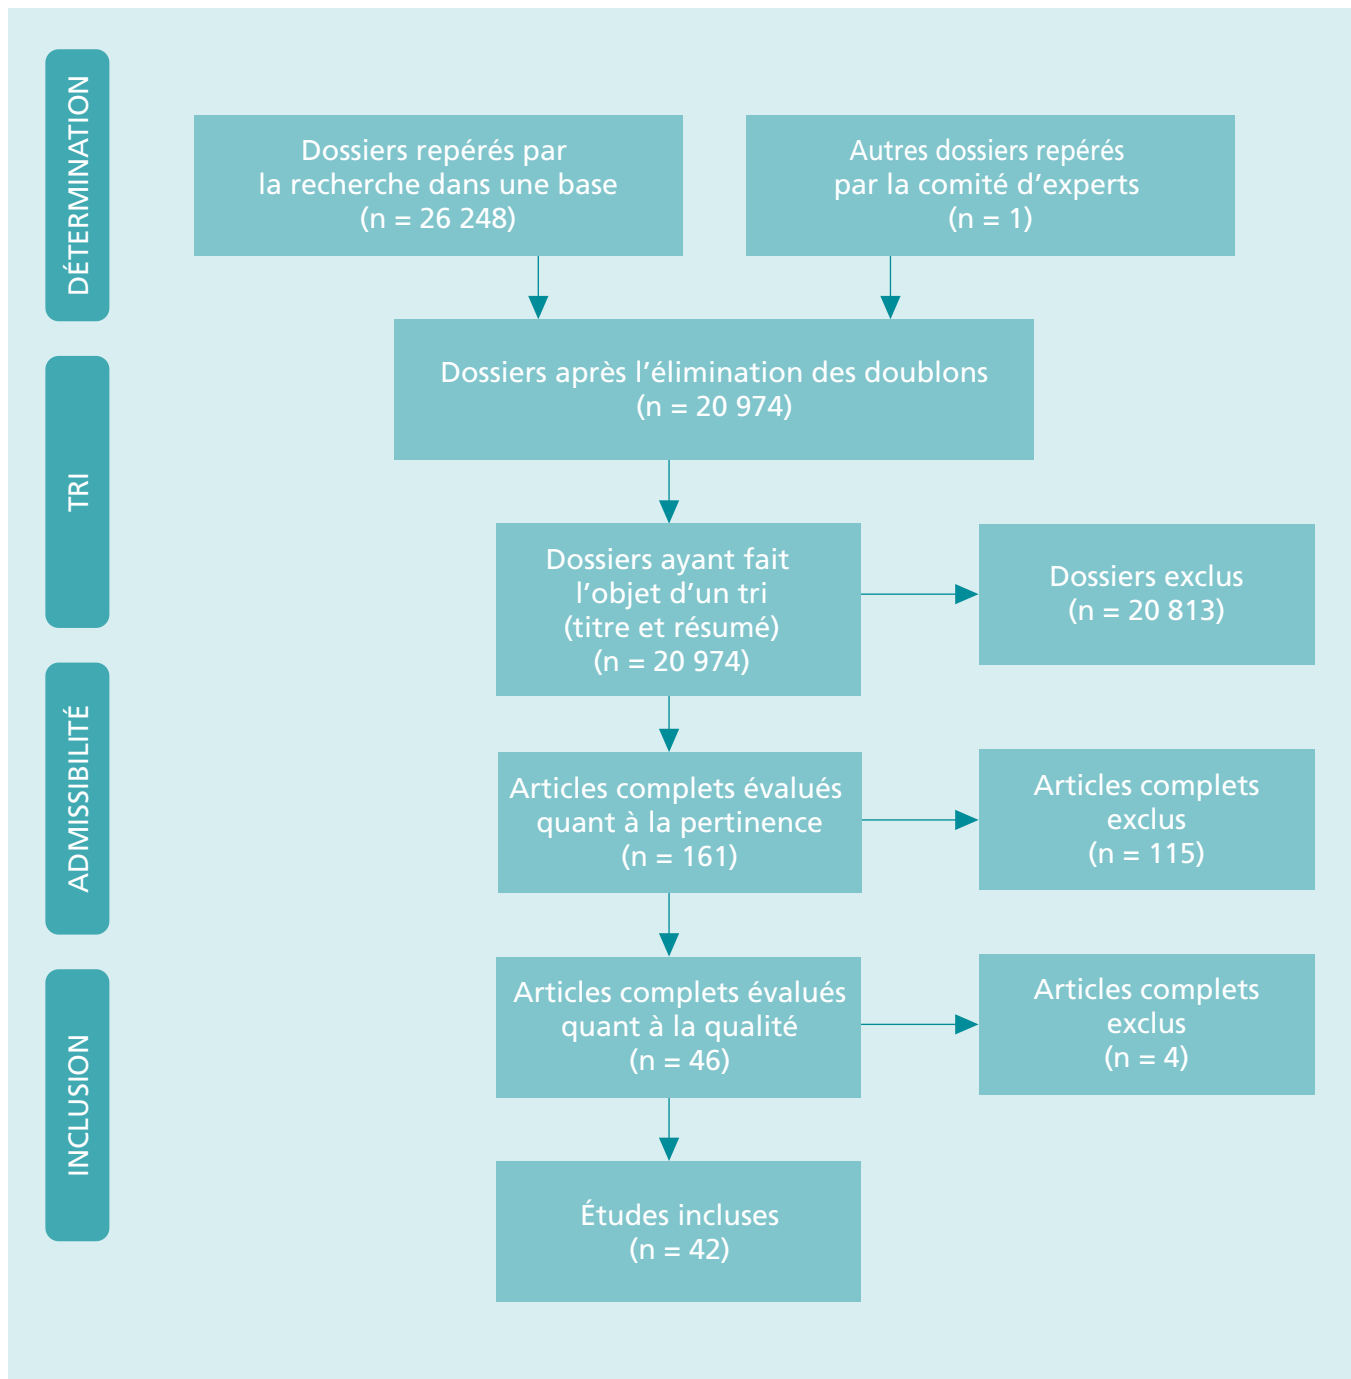 DÉTERMINATION
Dossiers repérés par
la recherche dans une base
(n = 26 248)
Autres dossiers repérés
par la comité d’experts
(n = 1)
Dossiers après l’élimination des doublons
(n = 20 974)
TRI
Dossiers ayant fait
l’objet d’un tri
(titre et résumé)
(n = 20 974)
Dossiers exclus
(n = 20 813)
ADMISSIBILITÉ
Articles complets évalués
quant à la pertinence
(n = 161)
Articles complets
exclus
(n = 115)
INCLUSION
Articles complets évalués
quant à la qualité
(n = 46)
Articles complets
exclus
(n = 4)
Études incluses
(n = 42)